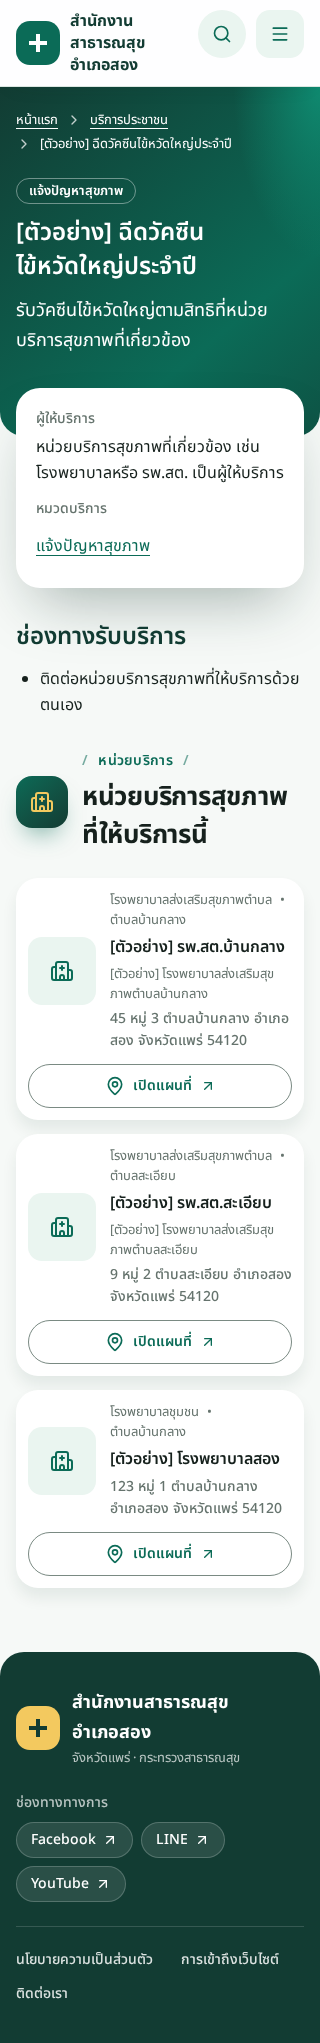 สำนักงาน
สาธารณสุข
อำเภอสอง
หน้าแรก > บริการประชาชน
> [ตัวอย่าง] ฉีดวัคซีนไข้หวัดใหญ่ประจำปี
แจ้งปัญหาสุขภาพ
[ตัวอย่าง] ฉีดวัคซีน
ไข้หวัดใหญ่ประจำปี
รับวัคซีนไข้หวัดใหญ่ตามสิทธิที่หน่วย
บริการสุขภาพที่เกี่ยวข้อง
ผู้ให้บริการ
หน่วยบริการสุขภาพที่เกี่ยวข้อง เช่น
โรงพยาบาลหรือ รพ.สต. เป็นผู้ให้บริการ
หมวดบริการ
แจ้งปัญหาสุขภาพ
ช่องทางรับบริการ
• ติดต่อหน่วยบริการสุขภาพที่ให้บริการด้วย
ตนเอง
/ หน่วยบริการ /
หน่วยบริการสุขภาพ
ที่ให้บริการนี้
โรงพยาบาลส่งเสริมสุขภาพตำบล •
ตำบลบ้านกลาง
[ตัวอย่าง] รพ.สต.บ้านกลาง
[ตัวอย่าง] โรงพยาบาลส่งเสริมสุข
ภาพตำบลบ้านกลาง
45 หมู่ 3 ตำบลบ้านกลาง อำเภอ
สอง จังหวัดแพร่ 54120
เปิดแผนที่
โรงพยาบาลส่งเสริมสุขภาพตำบล •
ตำบลสะเอียบ
[ตัวอย่าง] รพ.สต.สะเอียบ
[ตัวอย่าง] โรงพยาบาลส่งเสริมสุข
ภาพตำบลสะเอียบ
9 หมู่ 2 ตำบลสะเอียบ อำเภอสอง
จังหวัดแพร่ 54120
เปิดแผนที่
โรงพยาบาลชุมชน •
ตำบลบ้านกลาง
[ตัวอย่าง] โรงพยาบาลสอง
123 หมู่ 1 ตำบลบ้านกลาง
อำเภอสอง จังหวัดแพร่ 54120
เปิดแผนที่
สำนักงานสาธารณสุข
อำเภอสอง
จังหวัดแพร่ · กระทรวงสาธารณสุข
ช่องทางทางการ
Facebook LINE
YouTube
นโยบายความเป็นส่วนตัว การเข้าถึงเว็บไซต์
ติดต่อเรา